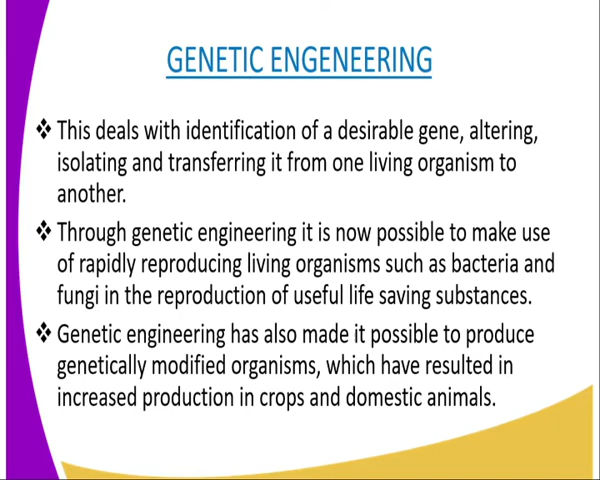 GENETIC ENGENEERING
❖ This deals with identification of a desirable gene, altering,
isolating and transferring it from one living organism to
another.
❖ Through genetic engineering it is now possible to make use
of rapidly reproducing living organisms such as bacteria and
fungi in the reproduction of useful life saving substances.
❖ Genetic engineering has also made it possible to produce
genetically modified organisms, which have resulted in
increased production in crops and domestic animals.